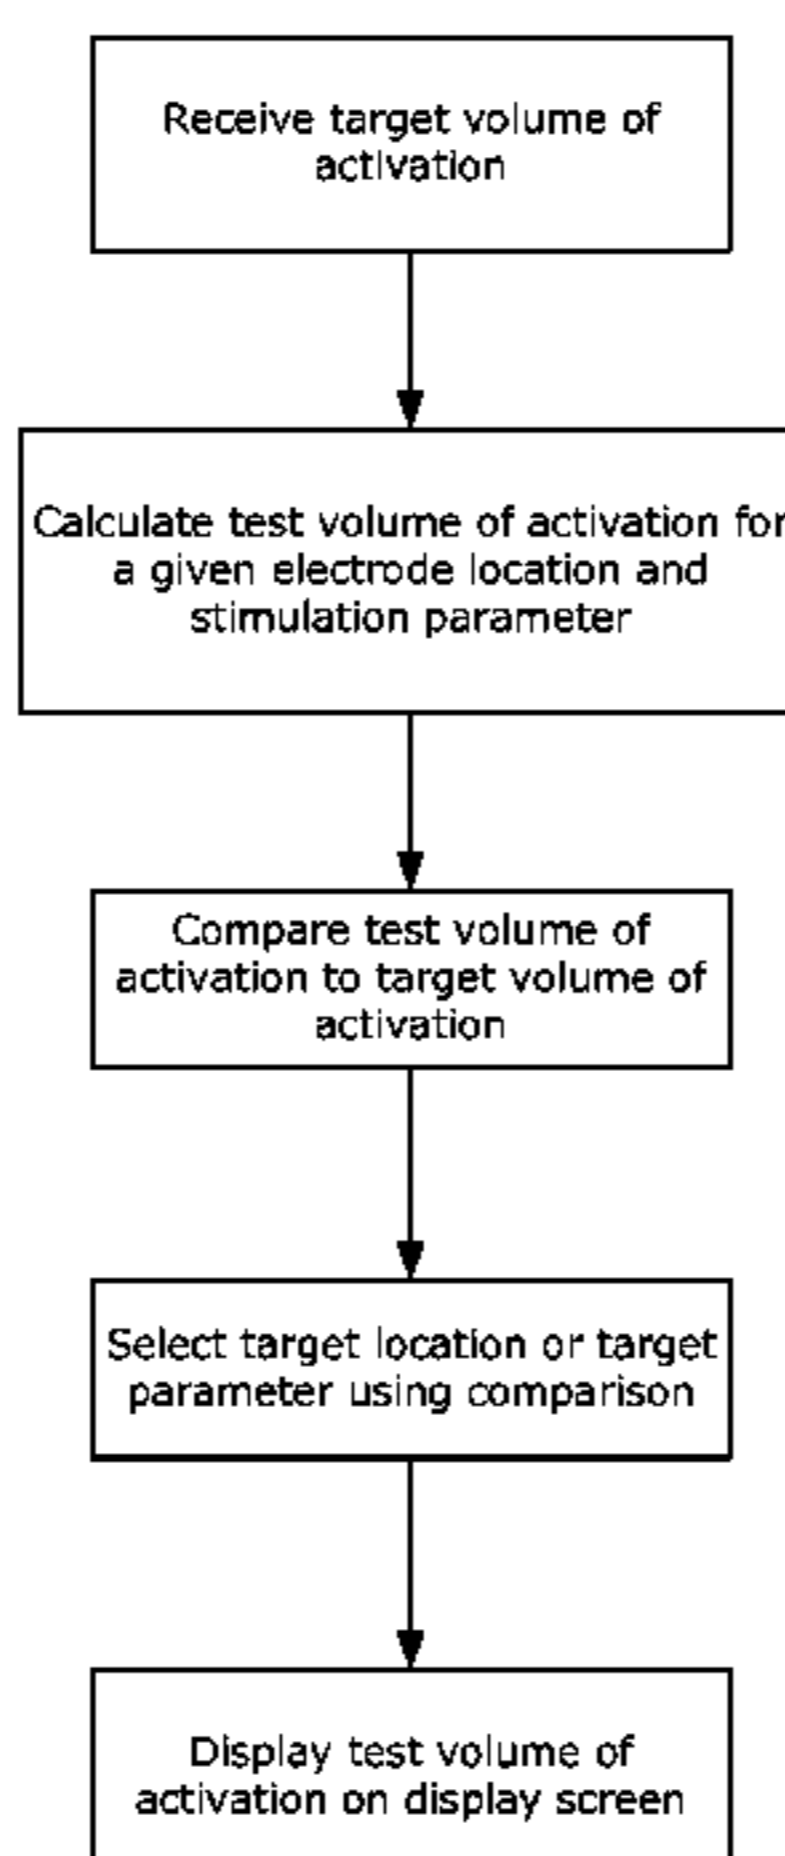 Receive target volume of
activation
Calculate test volume of activation for
a given electrode location and
stimulation parameter
Compare test volume of
activation to target volume of
activation
Select target location or target
parameter using comparison
Display test volume of
activation on display screen